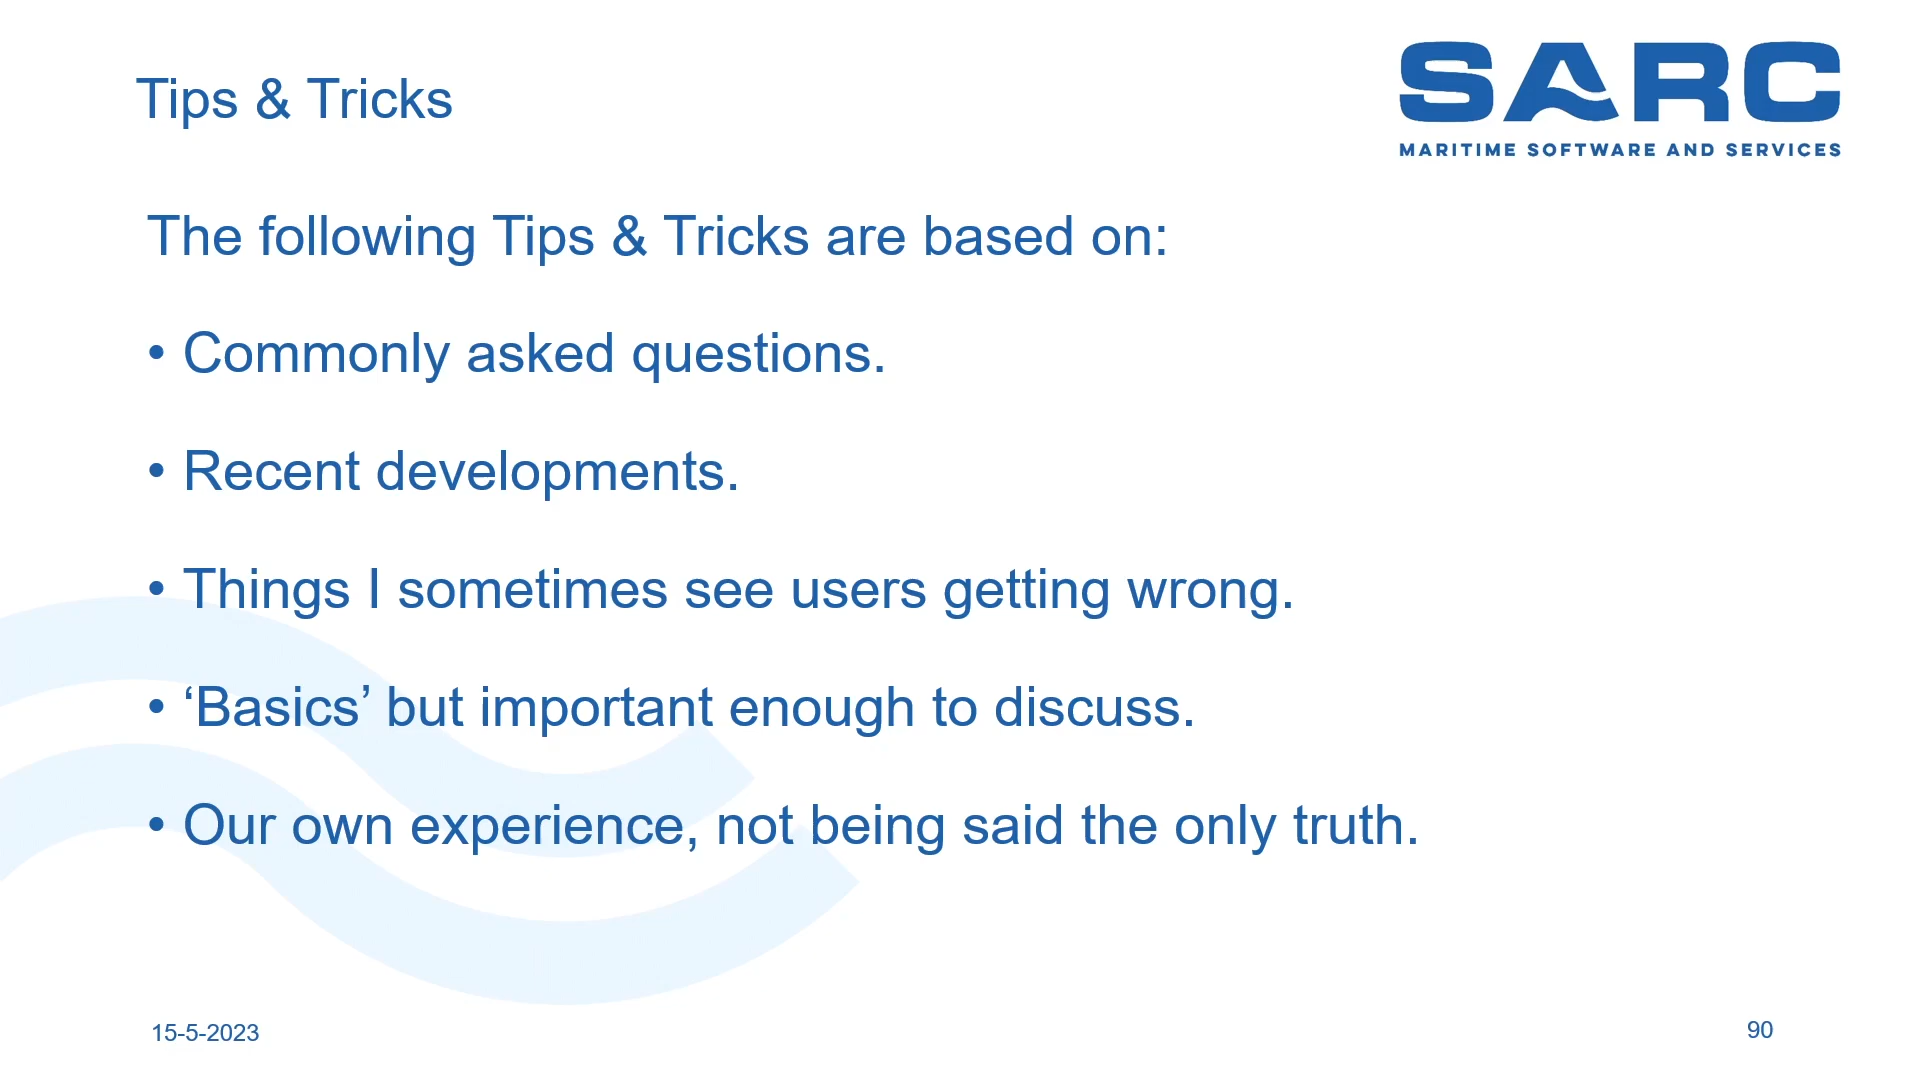 Tips & Tricks
SARC
MARITIME SOFTWARE AND SERVICES
The following Tips & Tricks are based on:
• Commonly asked questions.
• Recent developments.
• Things I sometimes see users getting wrong.
• ‘Basics’ but important enough to discuss.
• Our own experience, not being said the only truth.
15-5-2023
90